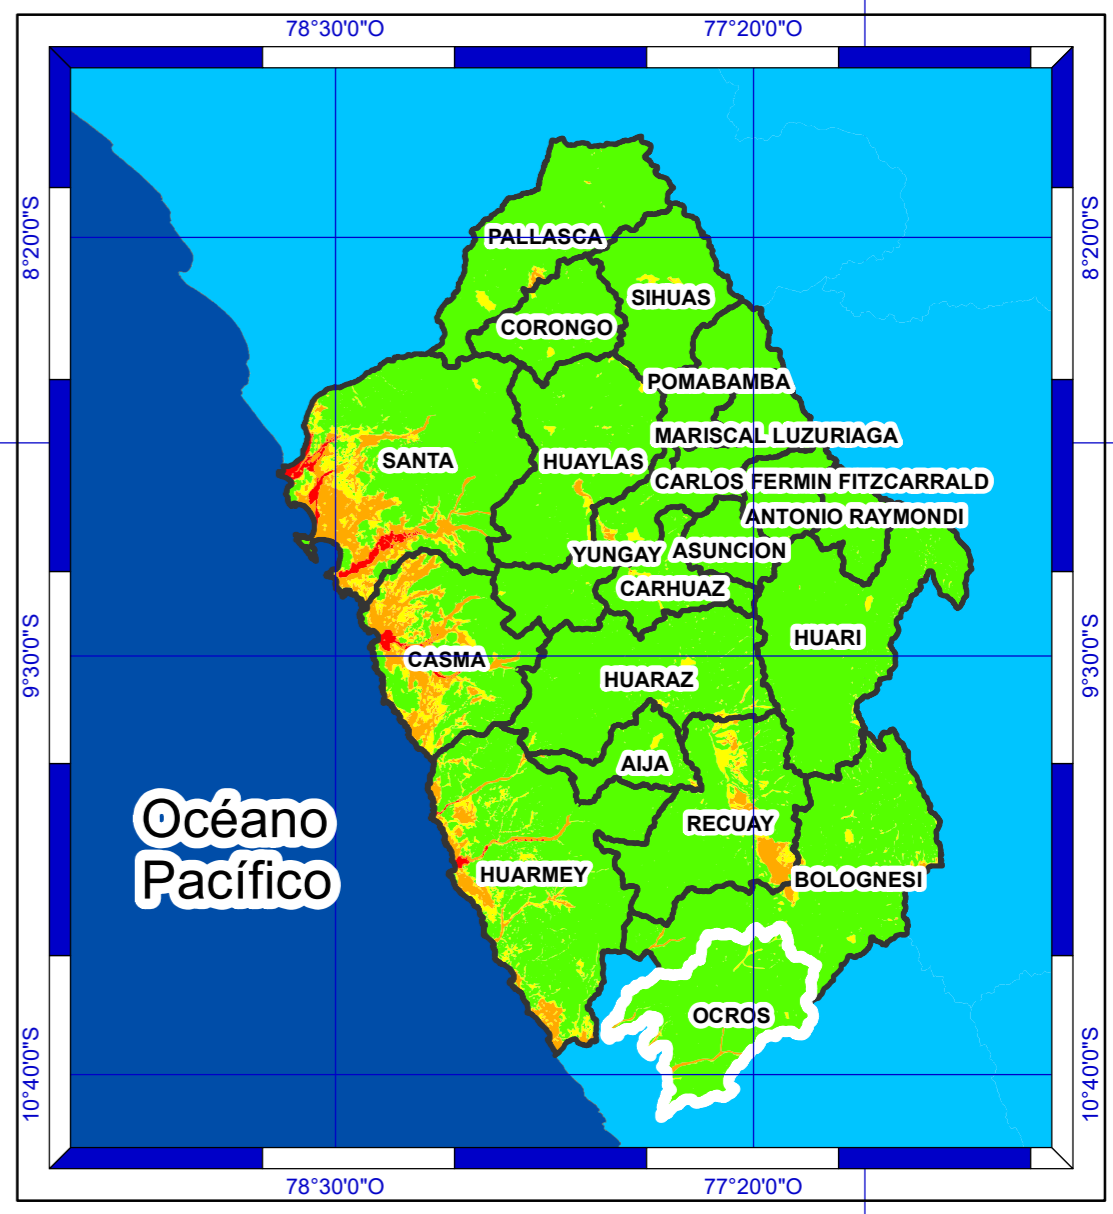 78°30'0"O
77°20'0"O
8°20'0"S
8°20'0"S
PALLASCA
SIHUAS
CORONGO
POMABAMBA
MARISCAL LUZURIAGA
SANTA
HUAYLAS
CARLOS FERMIN FITZCARRALD
ANTONIO RAYMONDI
YUNGAY
ASUNCION
CARHUAZ
HUARI
9°30'0"S
9°30'0"S
CASMA
HUARAZ
AIJA
Océano
Pacífico
RECUAY
HUARMEY
BOLOGNESI
OCROS
10°40'0"S
10°40'0"S
78°30'0"O
77°20'0"O